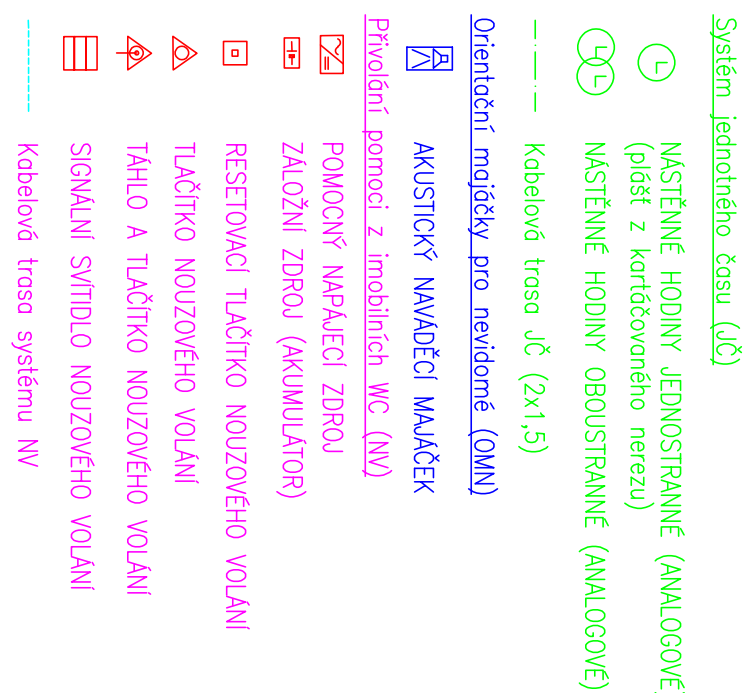 Systém jednotného času (JČ)
NÁSTĚNNÉ HODINY JEDNOSTRANNÉ (ANALOGOVÉ)
(plášť z kartáčovaného nerezu)
NÁSTĚNNÉ HODINY OBOUSTRANNÉ (ANALOGOVÉ)
Kabelová trasa JČ (2x1,5)
Orientační majáčky pro nevidomé (OMN)
AKUSTICKÝ NAVÁDĚCÍ MAJÁČEK
Přivolání pomoci z imobilních WC (NV)
POMOCNÝ NAPÁJECÍ ZDROJ
ZÁLOŽNÍ ZDROJ (AKUMULÁTOR)
RESETOVACÍ TLAČÍTKO NOUZOVÉHO VOLÁNÍ
TLAČÍTKO NOUZOVÉHO VOLÁNÍ
TÁHLO A TLAČÍTKO NOUZOVÉHO VOLÁNÍ
SIGNÁLNÍ SVÍTIDLO NOUZOVÉHO VOLÁNÍ
Kabelová trasa systému NV